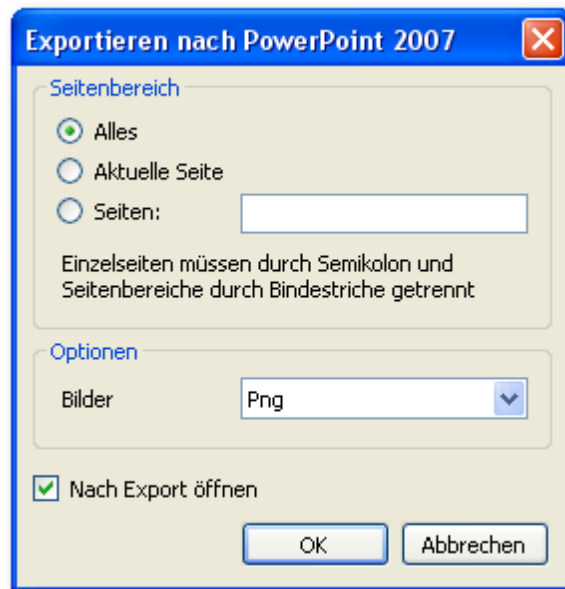 Exportieren nach PowerPoint 2007
Seitenbereich
Alles
Aktuelle Seite
Seiten:
Einzelseiten müssen durch Semikolon und
Seitenbereiche durch Bindestriche getrennt
Optionen
Bilder Png
Nach Export öffnen
OK Abbrechen